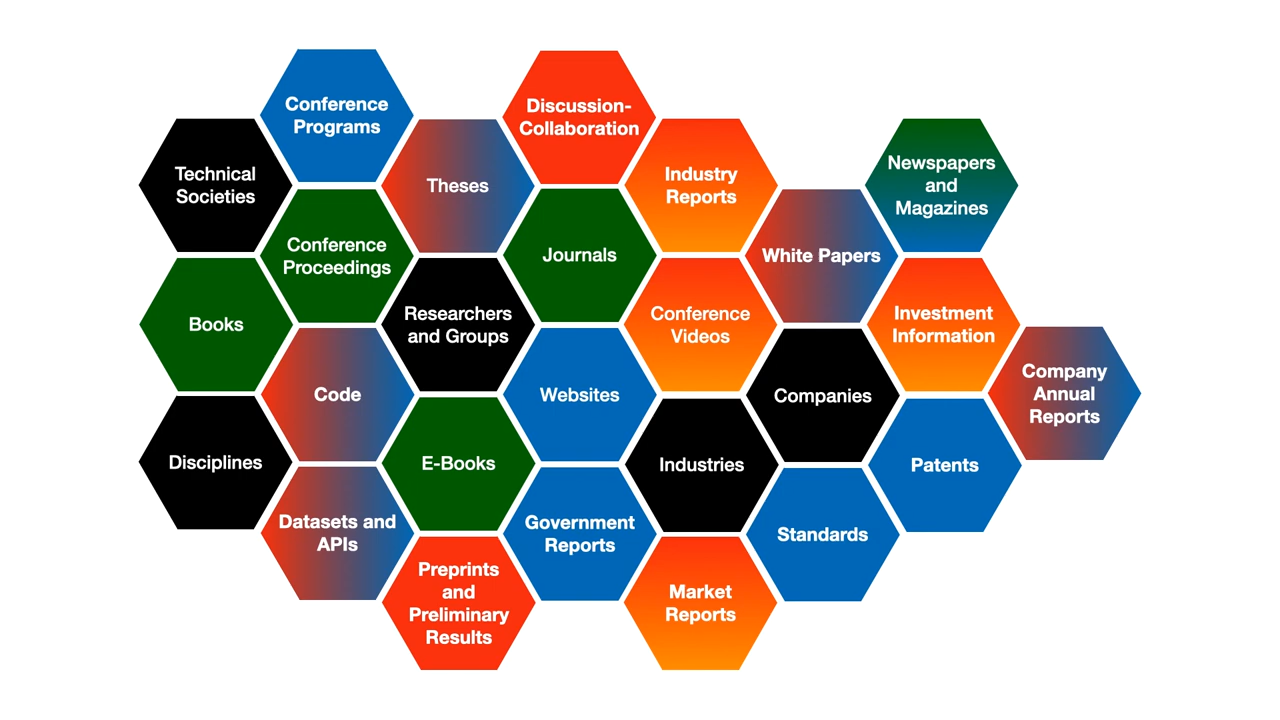 Conference
Programs
Discussion-
Collaboration
Technical
Societies
Theses
Industry
Reports
Newspapers
and
Magazines
Conference
Proceedings
Journals
White Papers
Books
Researchers
and Groups
Conference
Videos
Investment
Information
Code
Websites
Companies
Company
Annual
Reports
Disciplines
E-Books
Industries
Patents
Datasets and
APIs
Government
Reports
Standards
Preprints
and
Preliminary
Results
Market
Reports